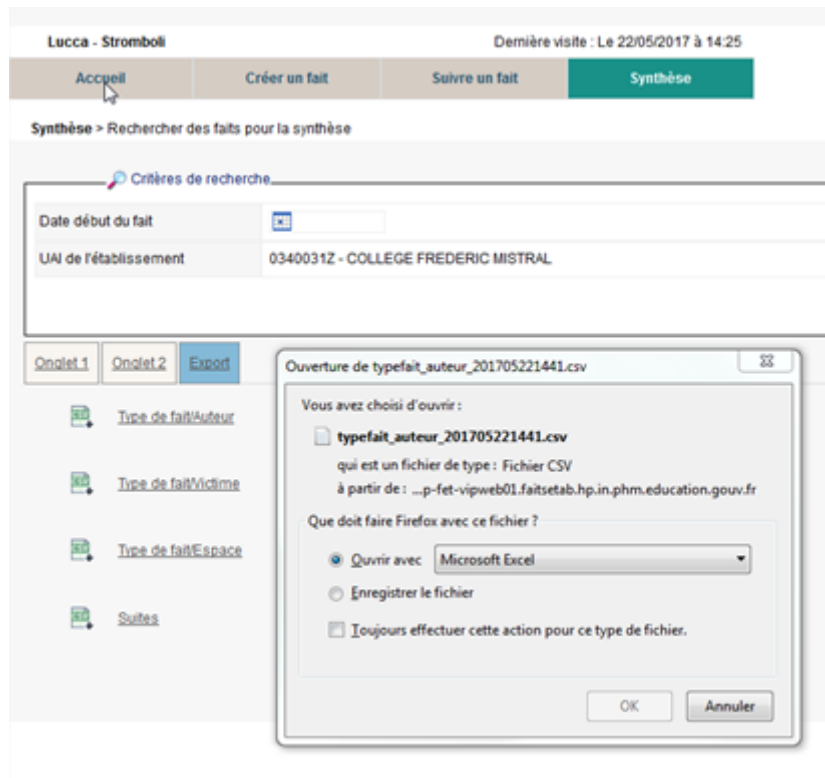 Lucca - Stromboli Dernière visite : Le 22/05/2017 à 14:25
Accueil Créer un fait Suivre un fait Synthèse
Synthèse > Rechercher des faits pour la synthèse
Critères de recherche
Date début du fait
UAI de l'établissement 0340031Z - COLLEGE FREDERIC MISTRAL
Onglet 1 Onglet 2 Export
Type de fait/Auteur
Type de fait/Victime
Type de fait/Espace
Suites
Ouverture de typefait_auteur_201705221441.csv
Vous avez choisi d'ouvrir :
typefait_auteur_201705221441.csv
qui est un fichier de type : Fichier CSV
à partir de : ...p-fet-vipweb01.faitsetab.hp.in.phm.education.gouv.fr
Que doit faire Firefox avec ce fichier ?
Ouvrir avec Microsoft Excel
Enregistrer le fichier
Toujours effectuer cette action pour ce type de fichier.
OK Annuler